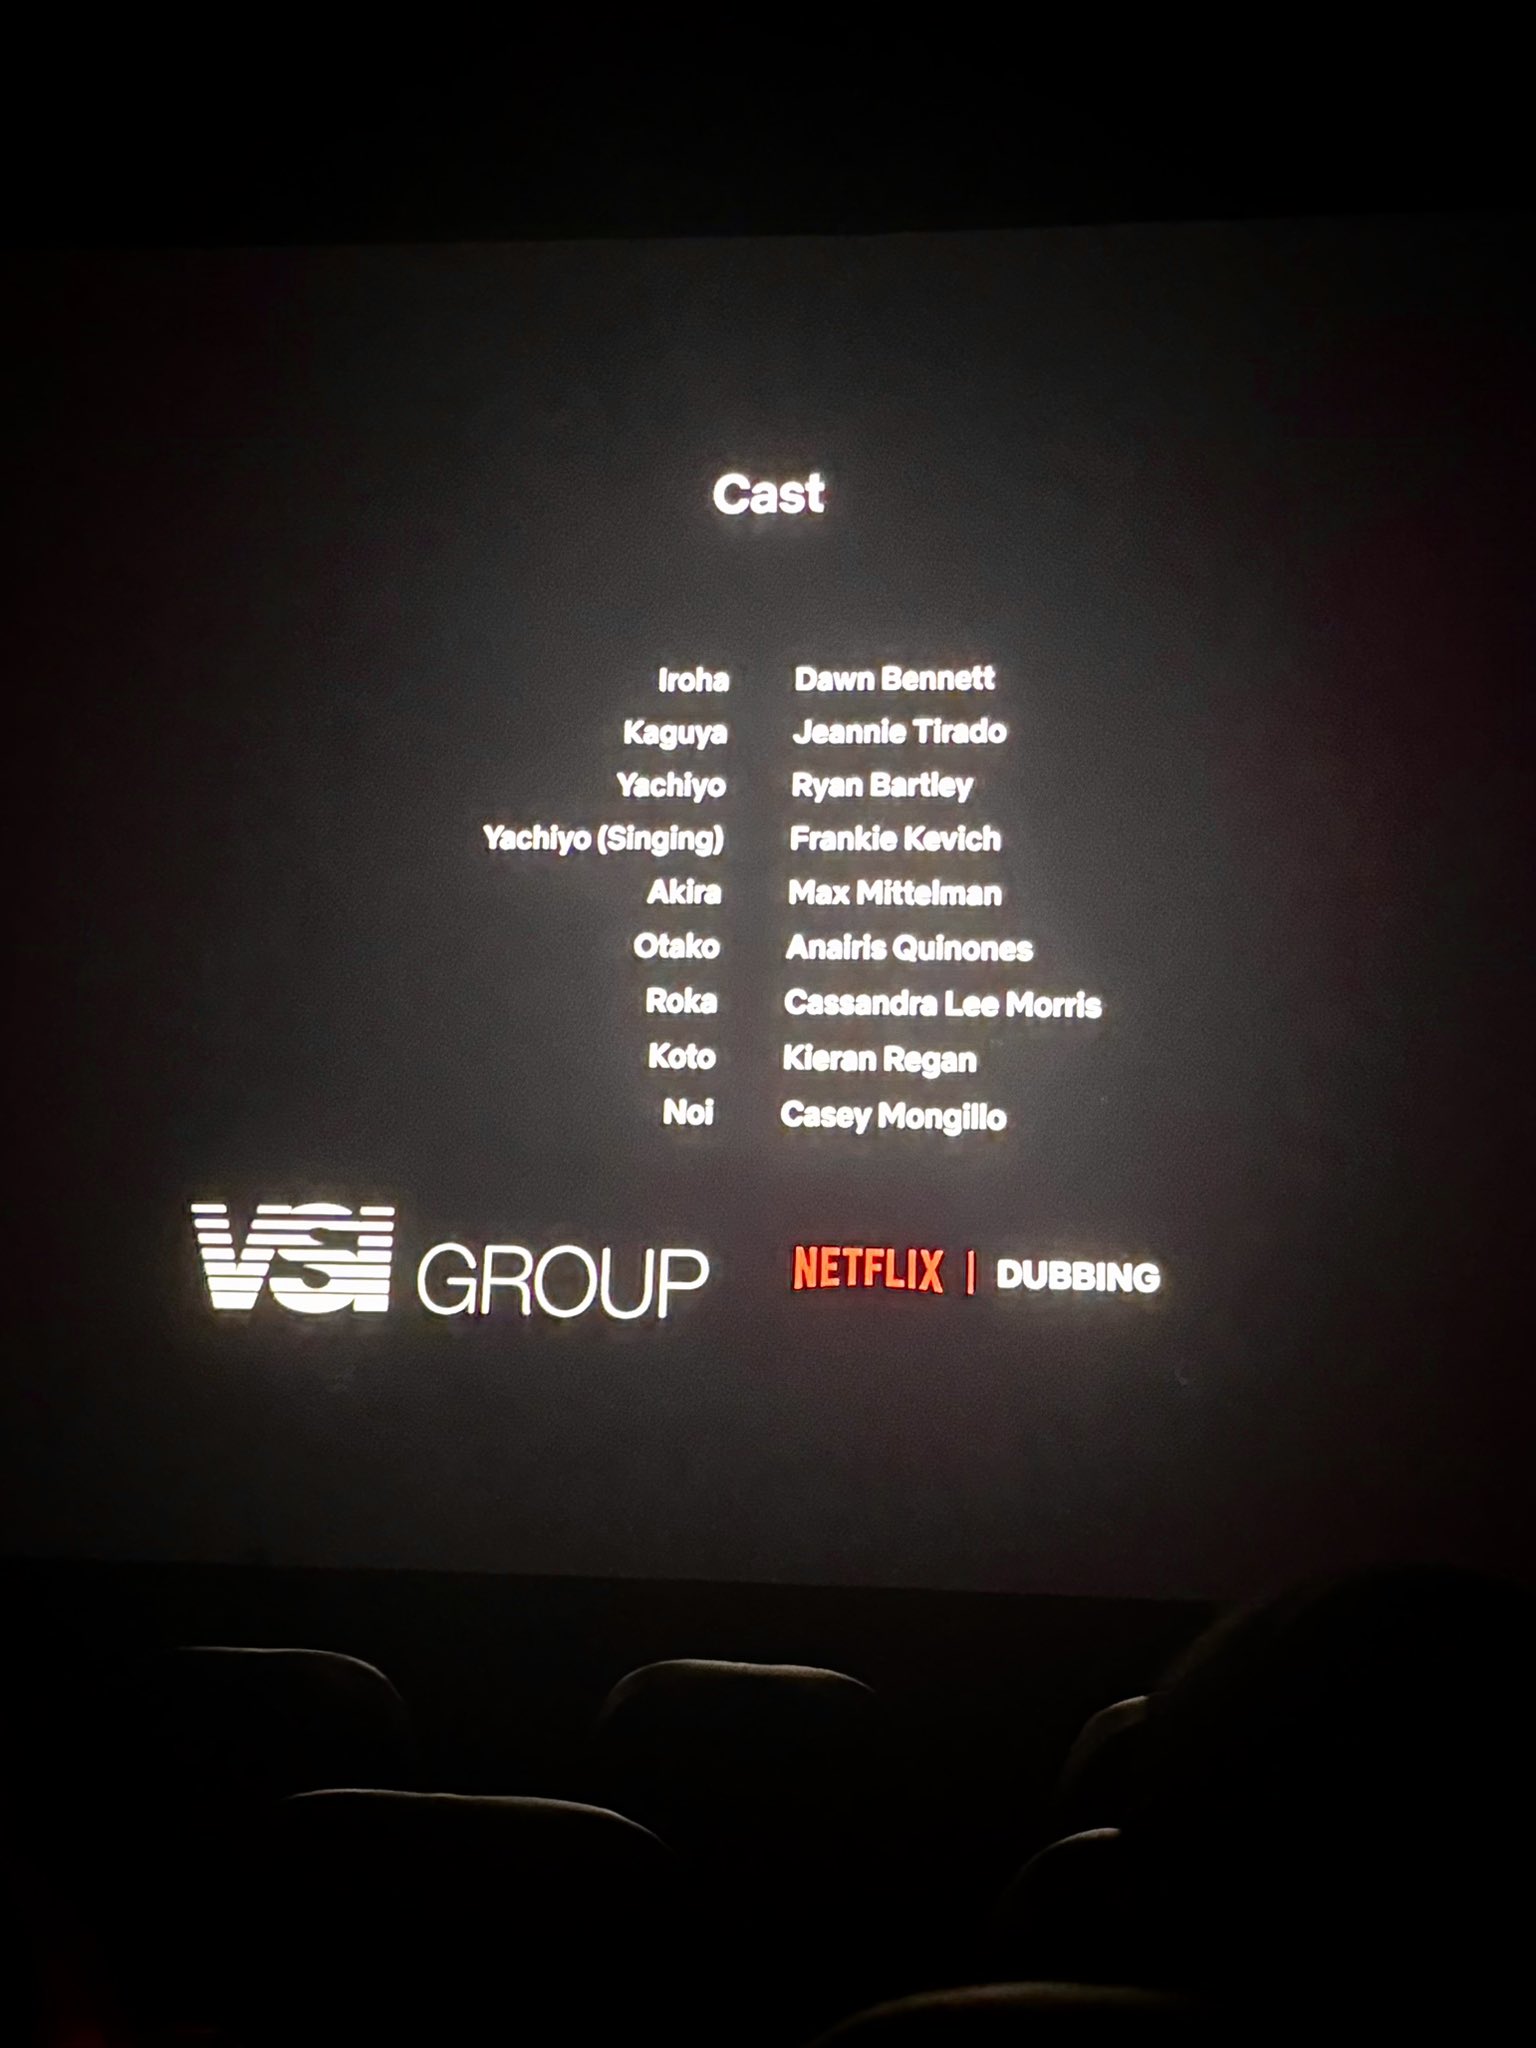 Cast
Iroha Dawn Bennett
Kaguya Jeannie Tirado
Yachiyo Ryan Bartley
Yachiyo (Singing) Frankie Kevich
Akira Max Mittelman
Otako Anairis Quinones
Roka Cassandra Lee Morris
Koto Kieran Regan
Noi Casey Mongillo
VSI GROUP NETFLIX | DUBBING